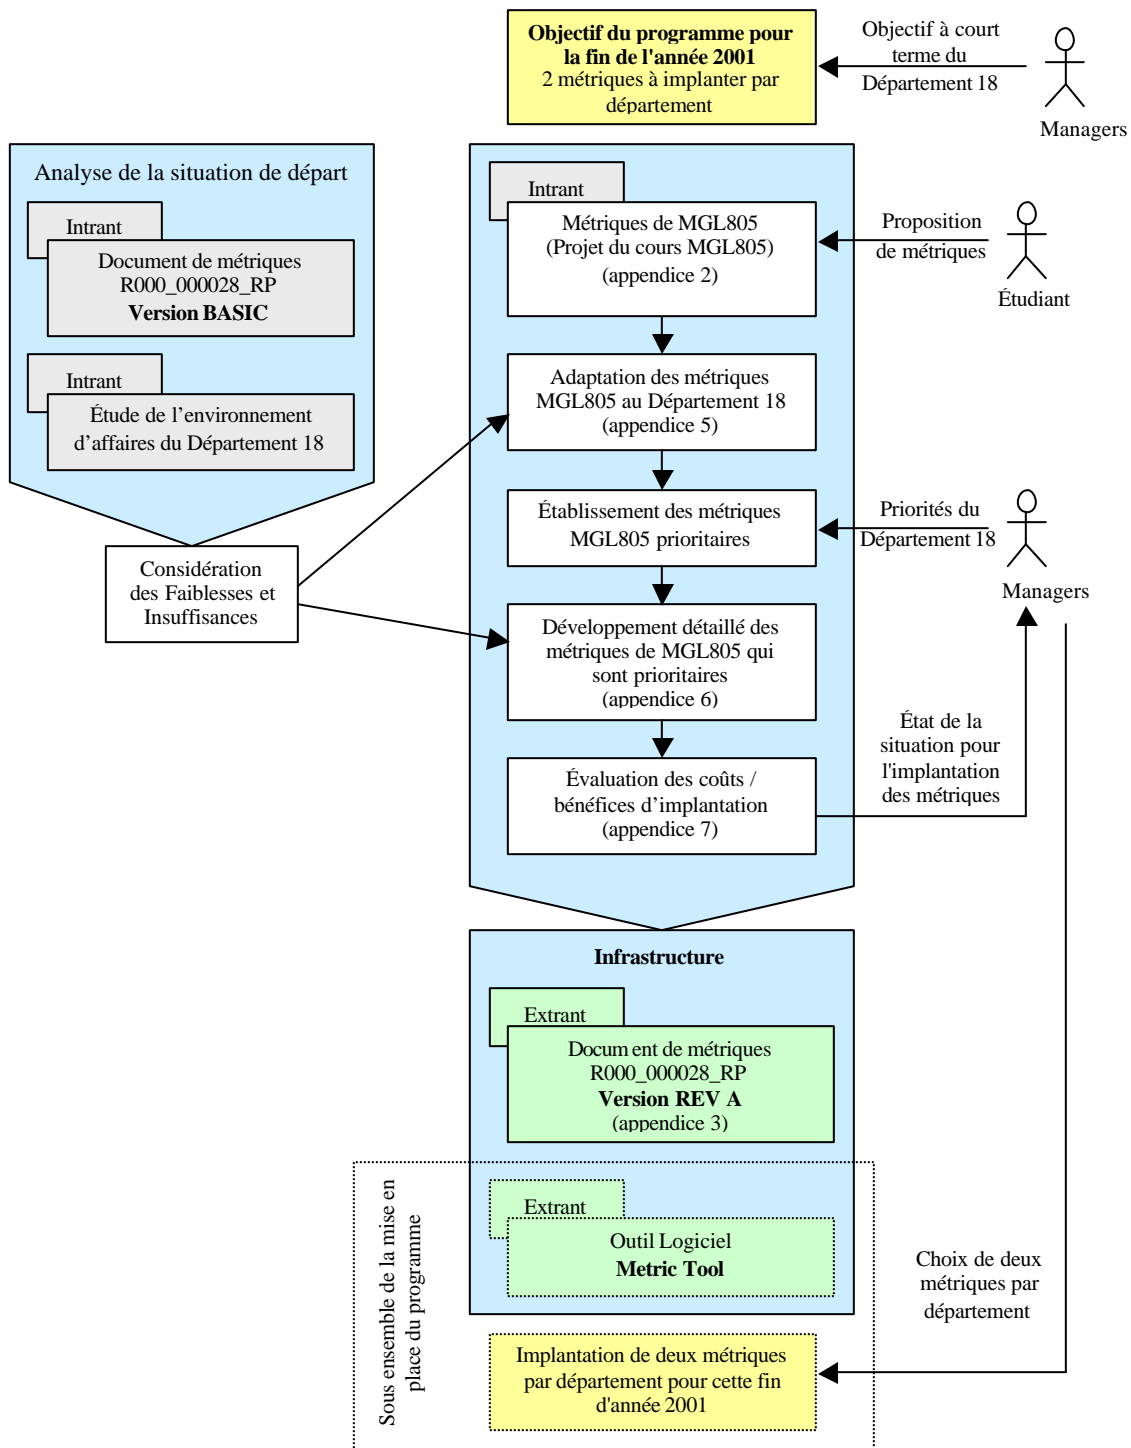 Objectif du programme pour
la fin de l'année 2001
2 métriques à implanter par
département
Objectif à court
terme du
Département 18
Managers
Analyse de la situation de départ
Intrant
Document de métriques
R000_000028_RP
Version BASIC
Intrant
Étude de l’environnement
d’affaires du Département 18
Considération
des Faiblesses et
Insuffisances
Intrant
Métriques de MGL805
(Projet du cours MGL805)
(appendice 2)
Proposition
de métriques
Étudiant
Adaptation des métriques
MGL805 au Département 18
(appendice 5)
Établissement des métriques
MGL805 prioritaires
Priorités du
Département 18
Managers
Développement détaillé des
métriques de MGL805 qui
sont prioritaires
(appendice 6)
Évaluation des coûts /
bénéfices d’implantation
(appendice 7)
État de la
situation pour
l'implantation
des métriques
Infrastructure
Extrant
Document de métriques
R000_000028_RP
Version REV A
(appendice 3)
Sous ensemble de la mise en
place du programme
Extrant
Outil Logiciel
Metric Tool
Choix de deux
métriques par
département
Implantation de deux métriques
par département pour cette fin
d'année 2001